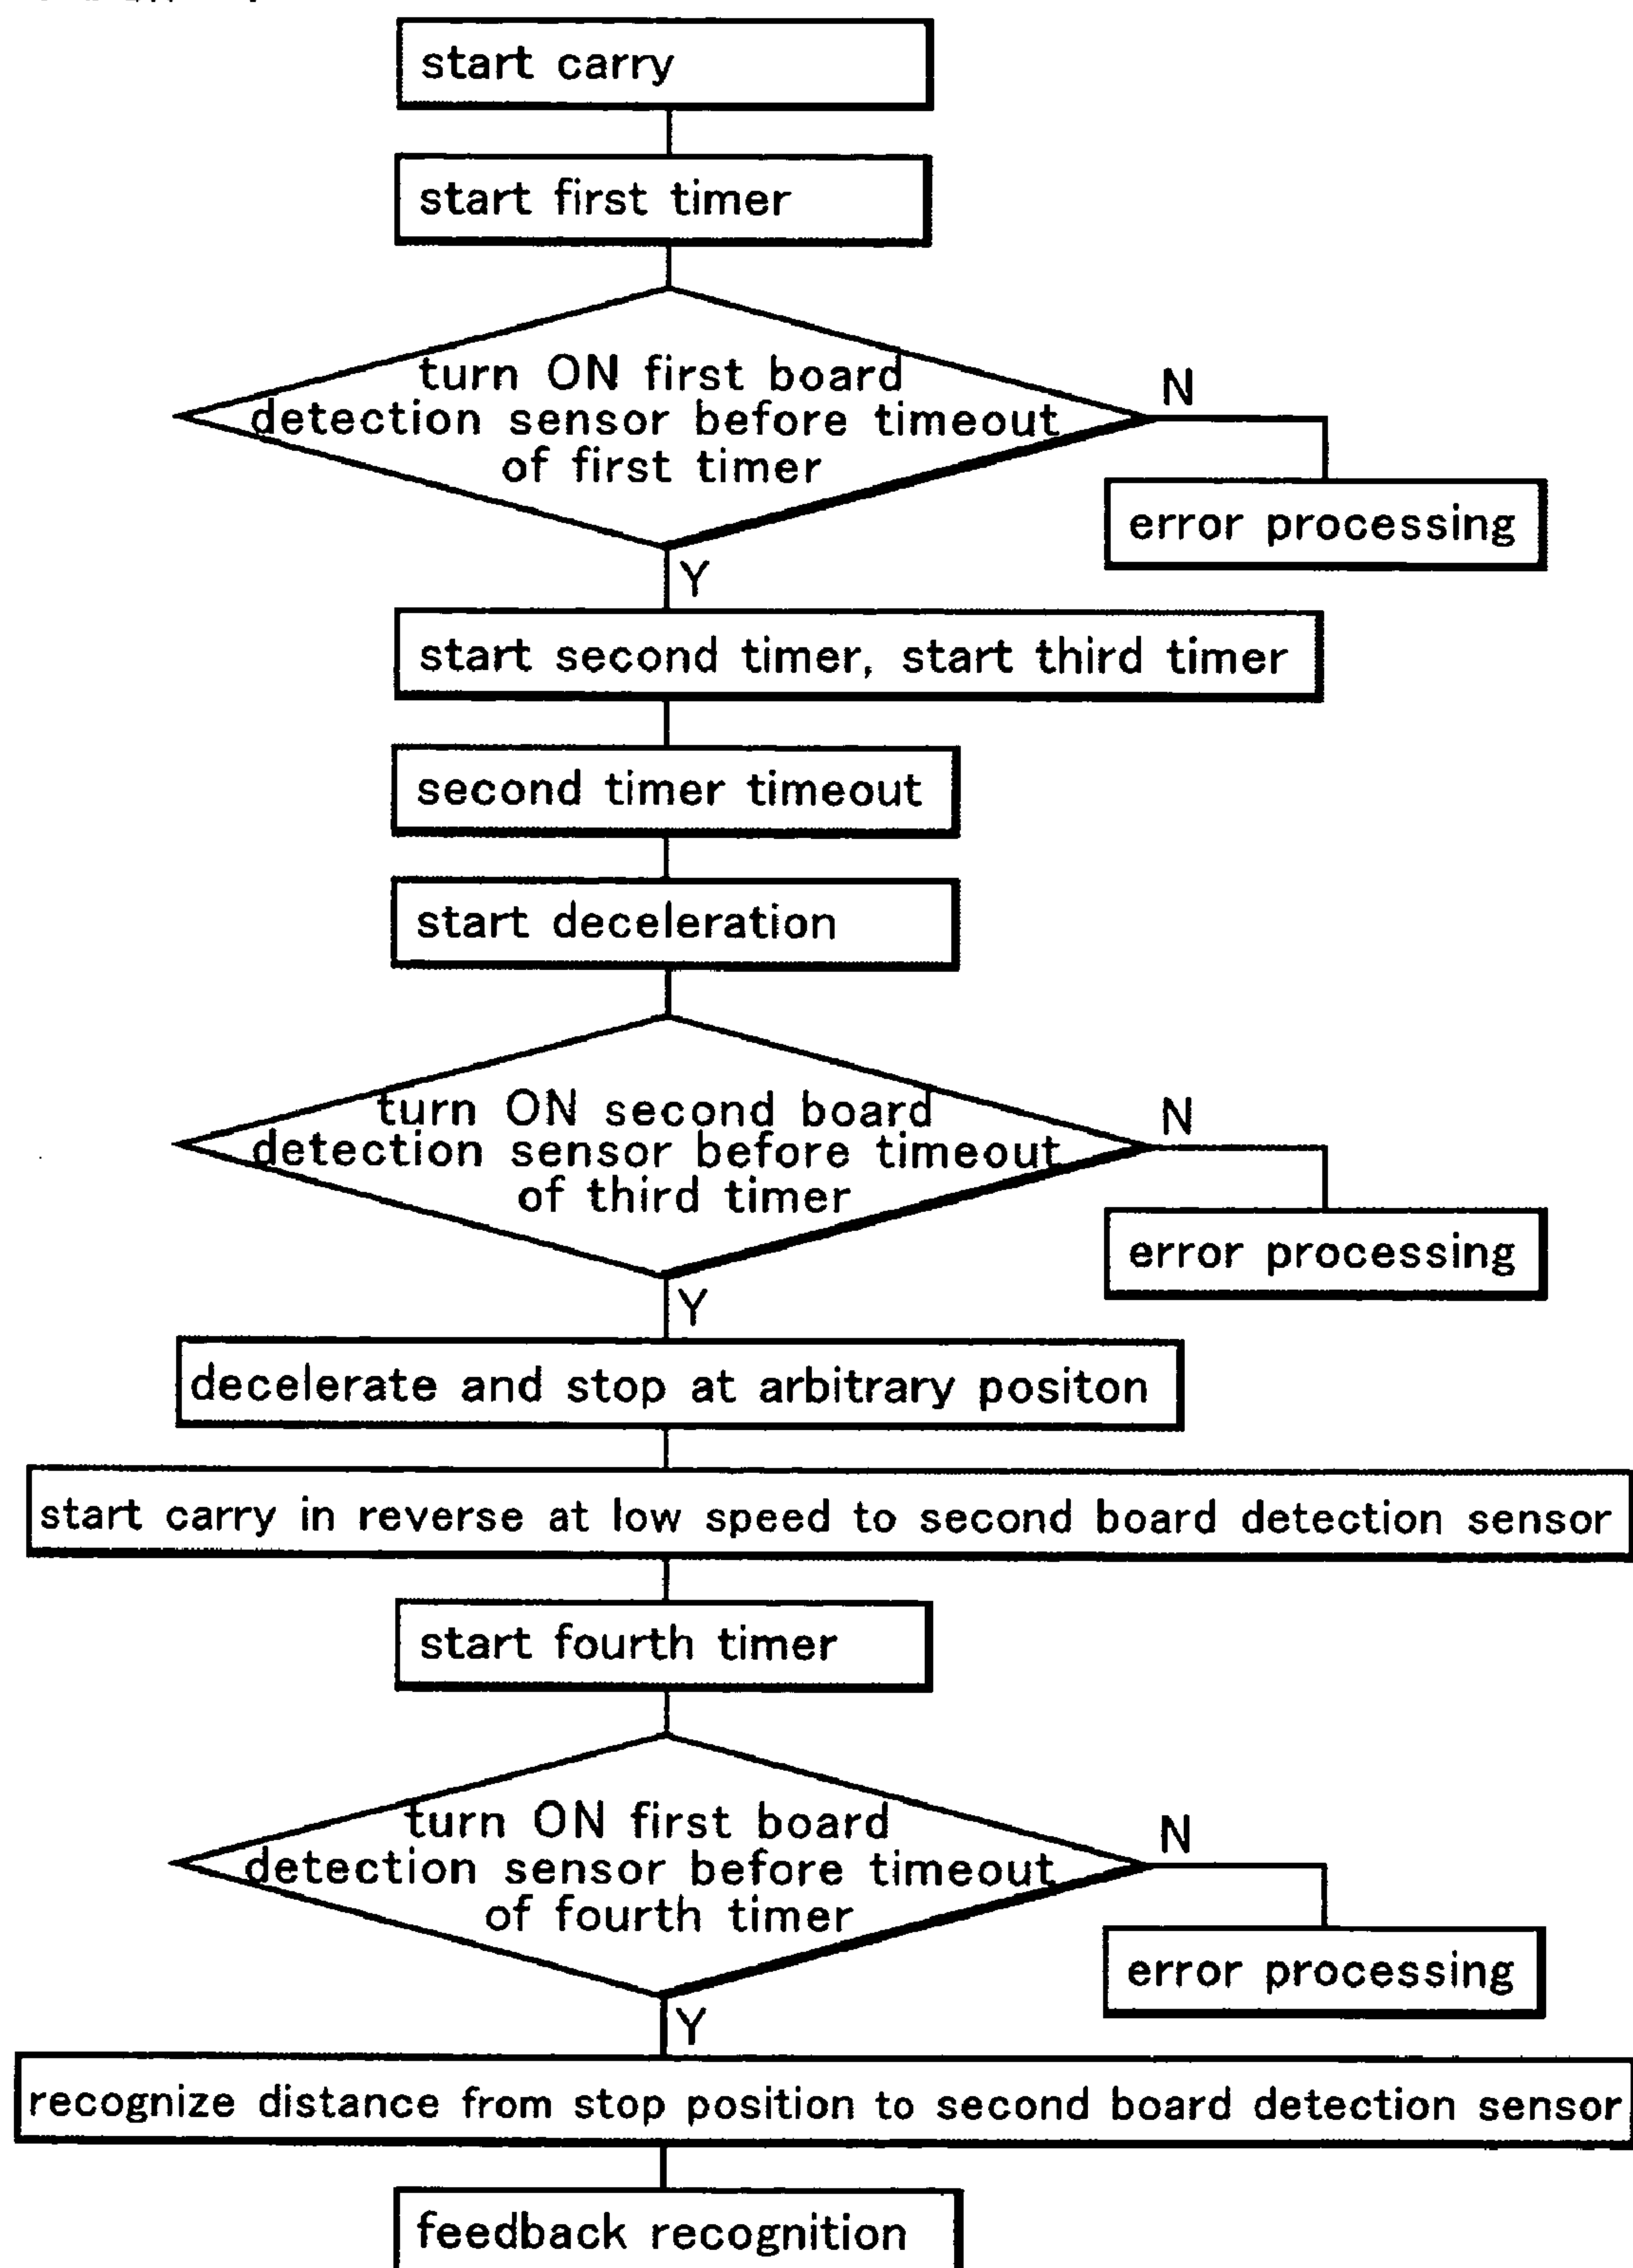 start carry
start first timer
turn ON first board
detection sensor before timeout
of first timer
N
error processing
Y
start second timer, start third timer
second timer timeout
start deceleration
turn ON second board
detection sensor before timeout
of third timer
N
error processing
Y
decelerate and stop at arbitrary positon
start carry in reverse at low speed to second board detection sensor
start fourth timer
turn ON first board
detection sensor before timeout
of fourth timer
N
error processing
Y
recognize distance from stop position to second board detection sensor
feedback recognition